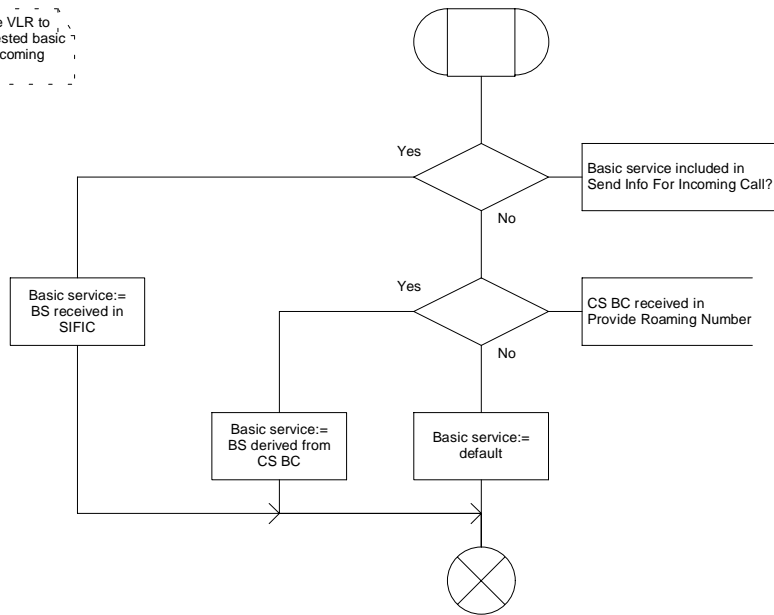 VLR to
basic
Yes
Basic service included in
Send Info For Incoming Call?
No
Basic service:=
BS received in
SIFIC
Yes
CS BC received in
Provide Roaming Number
No
Basic service:=
BS derived from
CS BC
Basic service:=
default